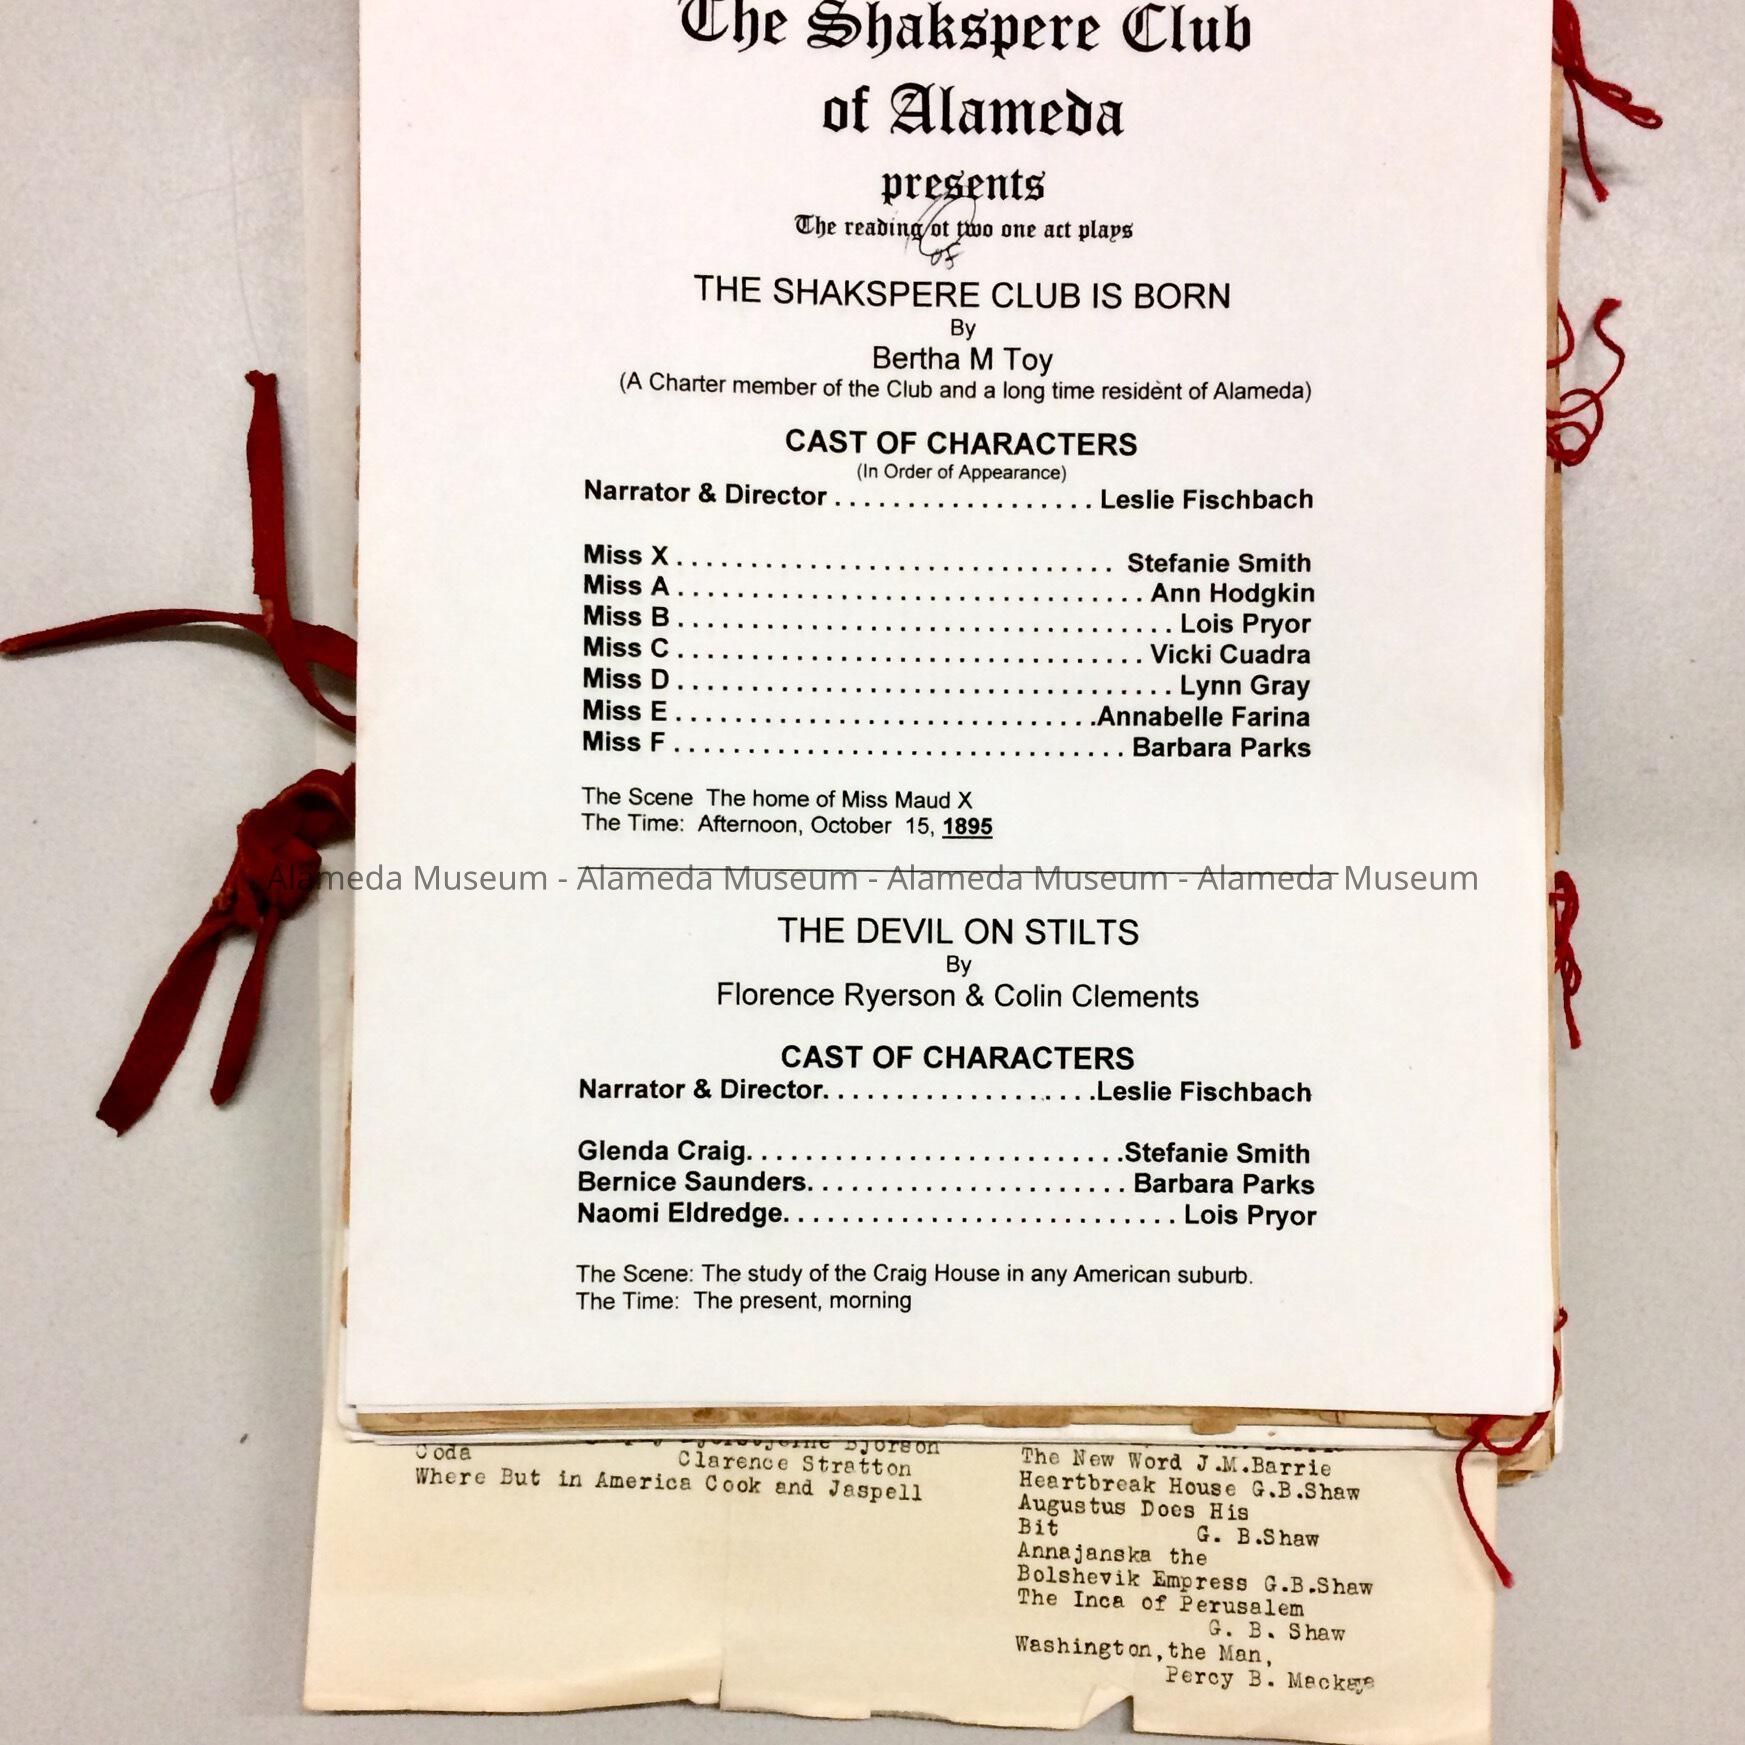 The Shakspere Club
of Alameda
presents
The reading ot two one act plays
of
THE SHAKSPERE CLUB IS BORN
By
Bertha M Toy
(A Charter member of the Club and a long time resident of Alameda)
CAST OF CHARACTERS
(In Order of Appearance)
Narrator & Director . . . . . . . . . . . . . . . . . . Leslie Fischbach
Miss X . . . . . . . . . . . . . . . . . . . . . . . . . . . . . . Stefanie Smith
Miss A . . . . . . . . . . . . . . . . . . . . . . . . . . . . . . . . Ann Hodgkin
Miss B . . . . . . . . . . . . . . . . . . . . . . . . . . . . . . . . . . Lois Pryor
Miss C . . . . . . . . . . . . . . . . . . . . . . . . . . . . . . . . Vicki Cuadra
Miss D . . . . . . . . . . . . . . . . . . . . . . . . . . . . . . . . . . Lynn Gray
Miss E . . . . . . . . . . . . . . . . . . . . . . . . . . . . .Annabelle Farina
Miss F . . . . . . . . . . . . . . . . . . . . . . . . . . . . . . . Barbara Parks
The Scene The home of Miss Maud X
The Time: Afternoon, October 15, 1895
Alameda Museum - Alameda Museum - Alameda Museum - Alameda Museum
THE DEVIL ON STILTS
By
Florence Ryerson & Colin Clements
CAST OF CHARACTERS
Narrator & Director. . . . . . . . . . . . . . . . . . .Leslie Fischbach
Glenda Craig. . . . . . . . . . . . . . . . . . . . . . . . . .Stefanie Smith
Bernice Saunders. . . . . . . . . . . . . . . . . . . . . . Barbara Parks
Naomi Eldredge. . . . . . . . . . . . . . . . . . . . . . . . . . . Lois Pryor
The Scene: The study of the Craig House in any American suburb.
The Time: The present, morning
Bjorson
Coda Clarence Stratton
Where But in America Cook and Jaspell
The New Word J.M.Barrie
Heartbreak House G.B.Shaw
Augustus Does His
Bit G. B.Shaw
Annajanska the
Bolshevik Empress G.B.Shaw
The Inca of Perusalem
G. B. Shaw
Washington,the Man,
Percy B. Mackaye